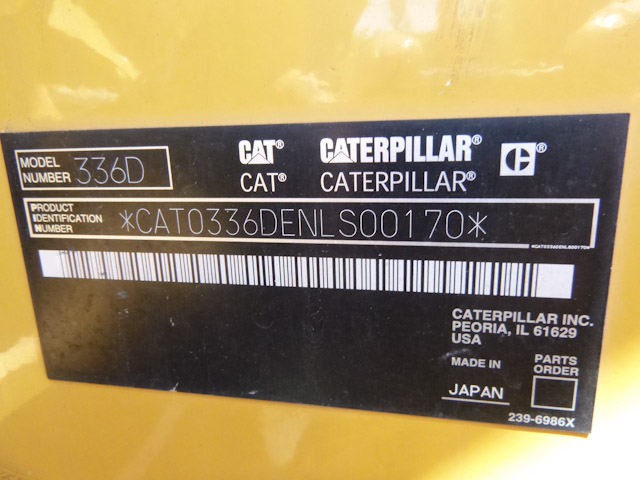 MODEL NUMBER 336D
CAT® CATERPILLAR® C®
CAT® CATERPILLAR®
PRODUCT IDENTIFICATION NUMBER
*CAT0336DENLS00170*
*CAT0336DENLS00170*
CATERPILLAR INC.
PEORIA, IL 61629
USA
MADE IN
JAPAN
PARTS ORDER
239-6986X